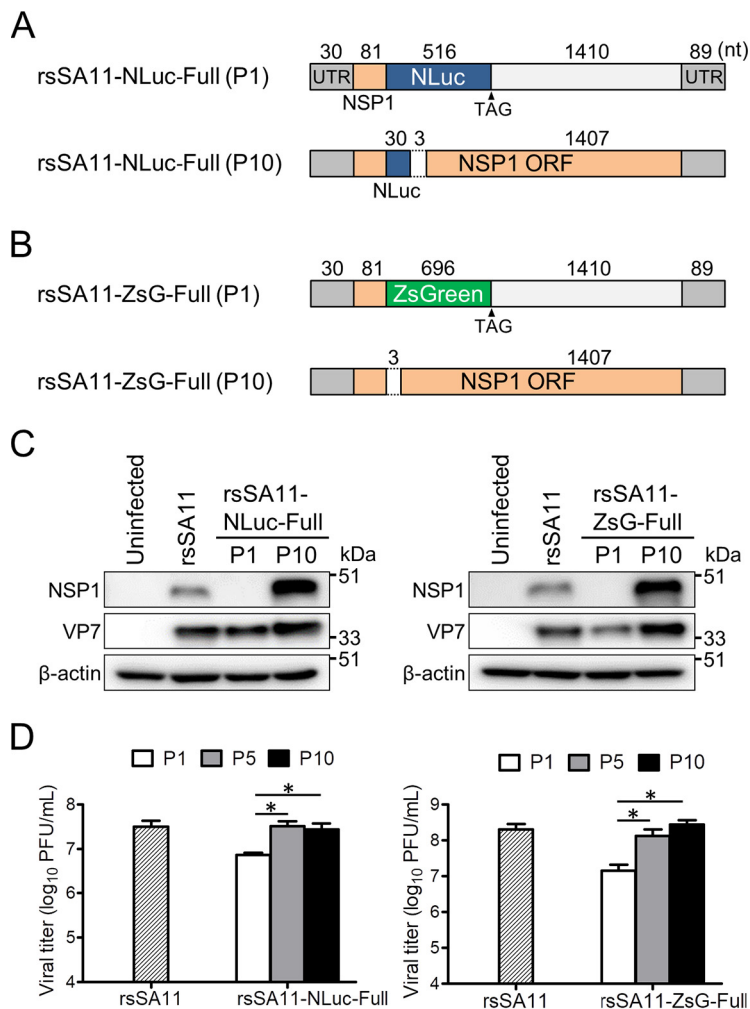 A
30 81 516 1410 89 (nt)
rsSA11-NLuc-Full (P1)
UTR NLuc UTR
NSP1 TAG
30 3 1407
rsSA11-NLuc-Full (P10)
NSP1 ORF
NLuc
B
30 81 696 1410 89
rsSA11-ZsG-Full (P1)
ZsGreen
TAG
3 1407
rsSA11-ZsG-Full (P10)
NSP1 ORF
C
Uninfected
rsSA11
rsSA11-
NLuc-Full
P1 P10 kDa
NSP1 51
VP7 33
β-actin 51
Uninfected
rsSA11
rsSA11-
ZsG-Full
P1 P10 kDa
NSP1 51
VP7 33
β-actin 51
D
P1 P5 P10
Viral titer (log10 PFU/mL)
8
7
6
5
4
* *
rsSA11 rsSA11-NLuc-Full
P1 P5 P10
Viral titer (log10 PFU/mL)
9
8
7
6
5
4
* *
rsSA11 rsSA11-ZsG-Full